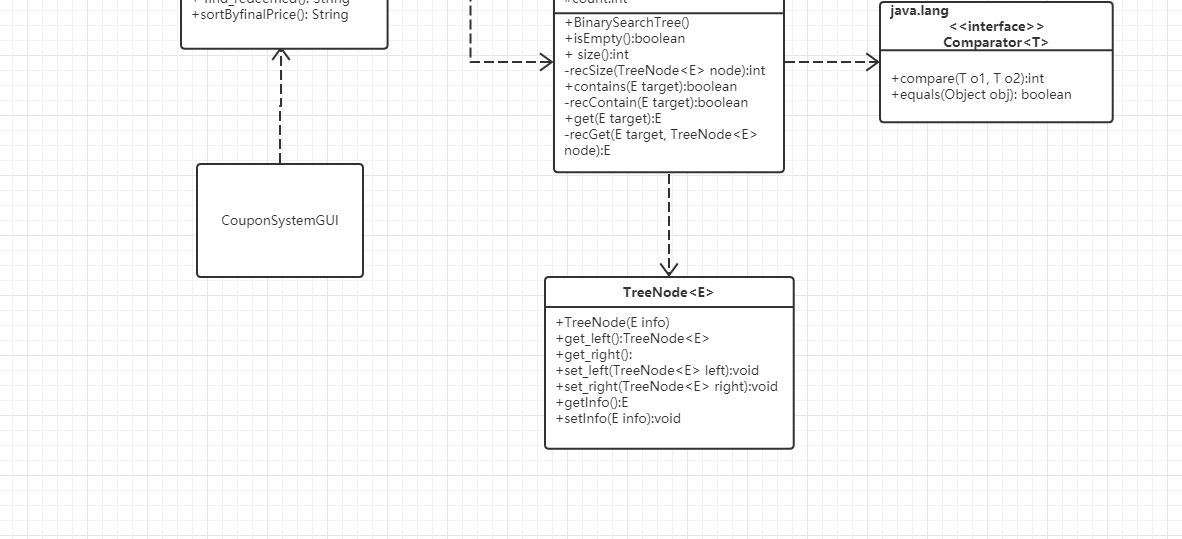 + find_redeemed(): String
+sortByfinalPrice(): String
CouponSystemGUI
#count:int
+BinarySearchTree()
+isEmpty():boolean
+ size():int
-recSize(TreeNode<E> node):int
+contains(E target):boolean
-recContain(E target):boolean
+get(E target):E
-recGet(E target, TreeNode<E>
node):E
java.lang
<<interface>>
Comparator<T>
+compare(T o1, T o2):int
+equals(Object obj): boolean
TreeNode<E>
+TreeNode(E info)
+get_left():TreeNode<E>
+get_right():
+set_left(TreeNode<E> left):void
+set_right(TreeNode<E> right):void
+getInfo():E
+setInfo(E info):void